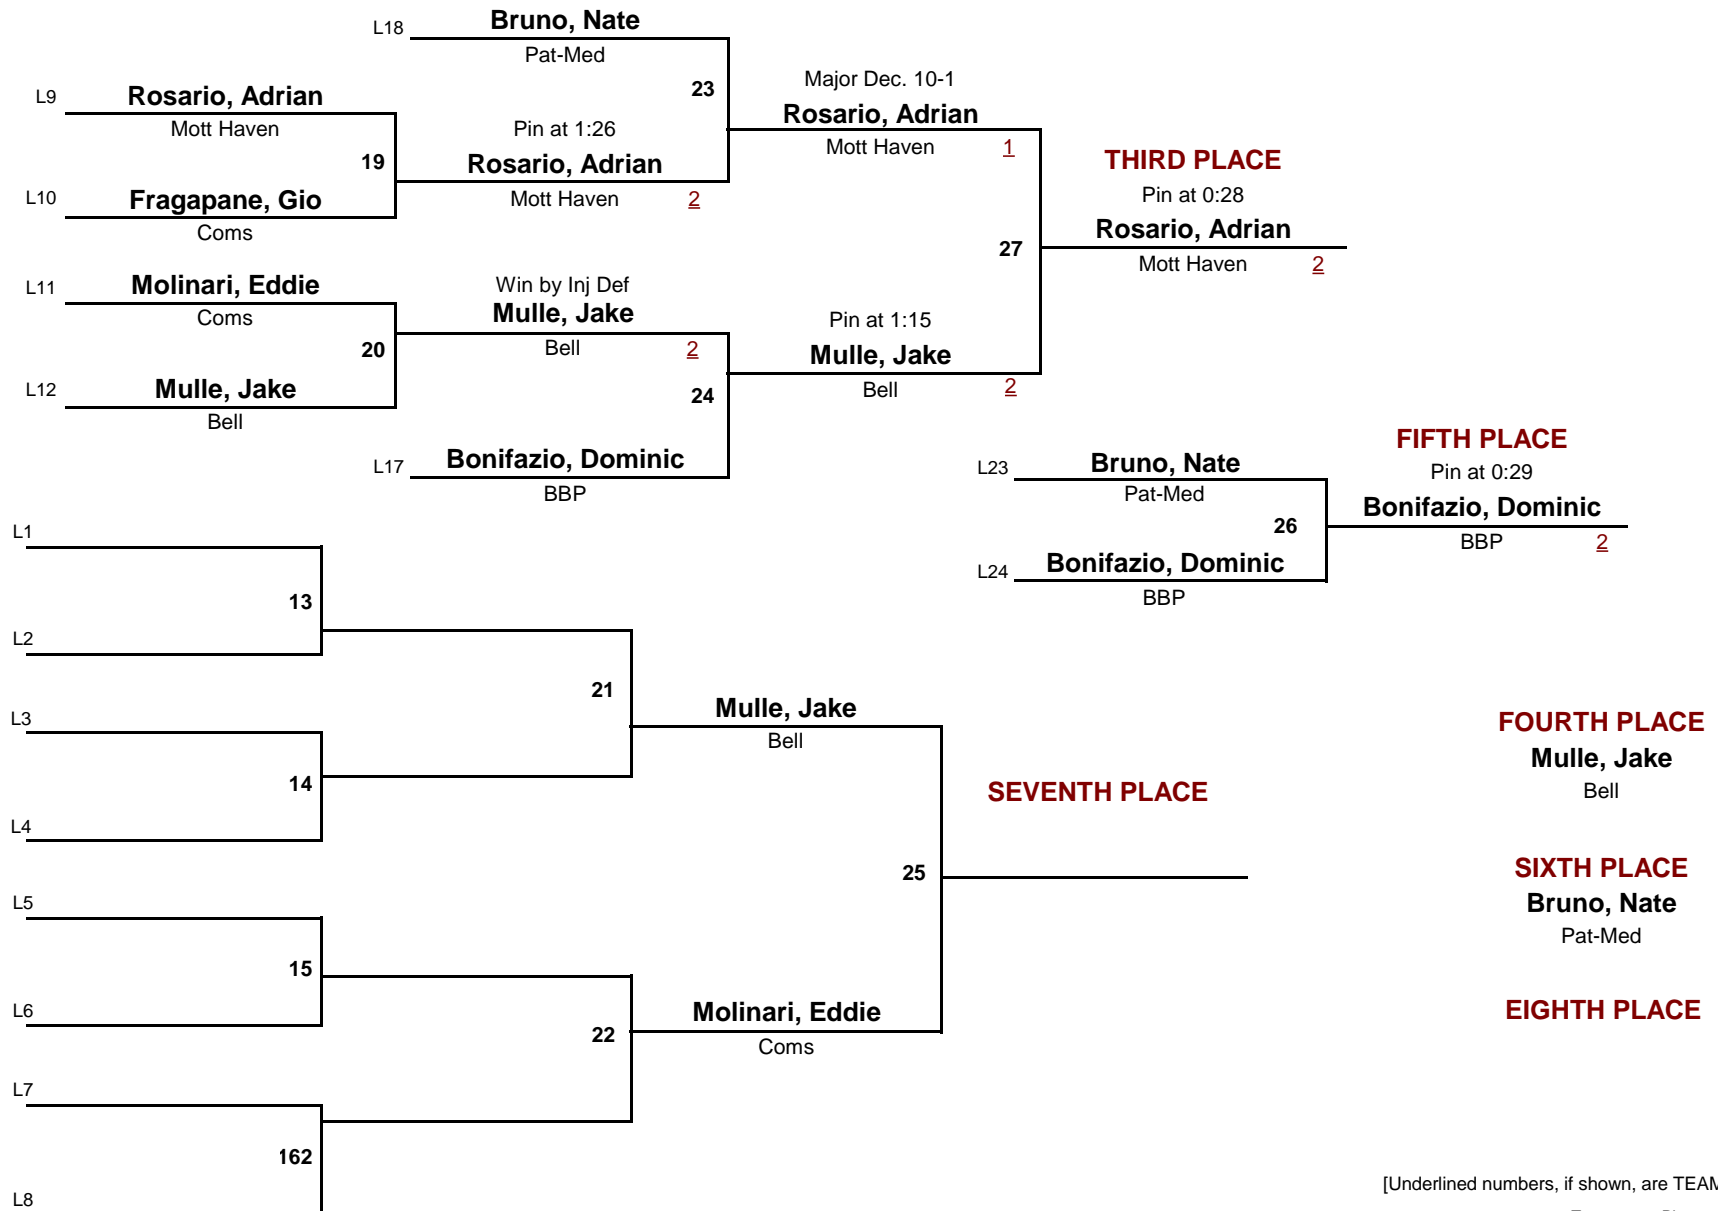 L18 Bruno, Nate
Pat-Med
23
L9 Rosario, Adrian
Mott Haven
19
L10 Fragapane, Gio
Coms
Pin at 1:26
Rosario, Adrian
Mott Haven 2
Major Dec. 10-1
Rosario, Adrian
Mott Haven 1
THIRD PLACE
Pin at 0:28
Rosario, Adrian
Mott Haven 2
27
L11 Molinari, Eddie
Coms
20
L12 Mulle, Jake
Bell
Win by Inj Def
Mulle, Jake
Bell 2
24
L17 Bonifazio, Dominic
BBP
Pin at 1:15
Mulle, Jake
Bell 2
L23 Bruno, Nate
Pat-Med
26
L24 Bonifazio, Dominic
BBP
FIFTH PLACE
Pin at 0:29
Bonifazio, Dominic
BBP 2
L1
13
L2
21
L3
14
L4
Mulle, Jake
Bell
SEVENTH PLACE
25
L5
15
L6
22
Molinari, Eddie
Coms
L7
162
L8
FOURTH PLACE
Mulle, Jake
Bell
SIXTH PLACE
Bruno, Nate
Pat-Med
EIGHTH PLACE
[Underlined numbers, if shown, are TEAM